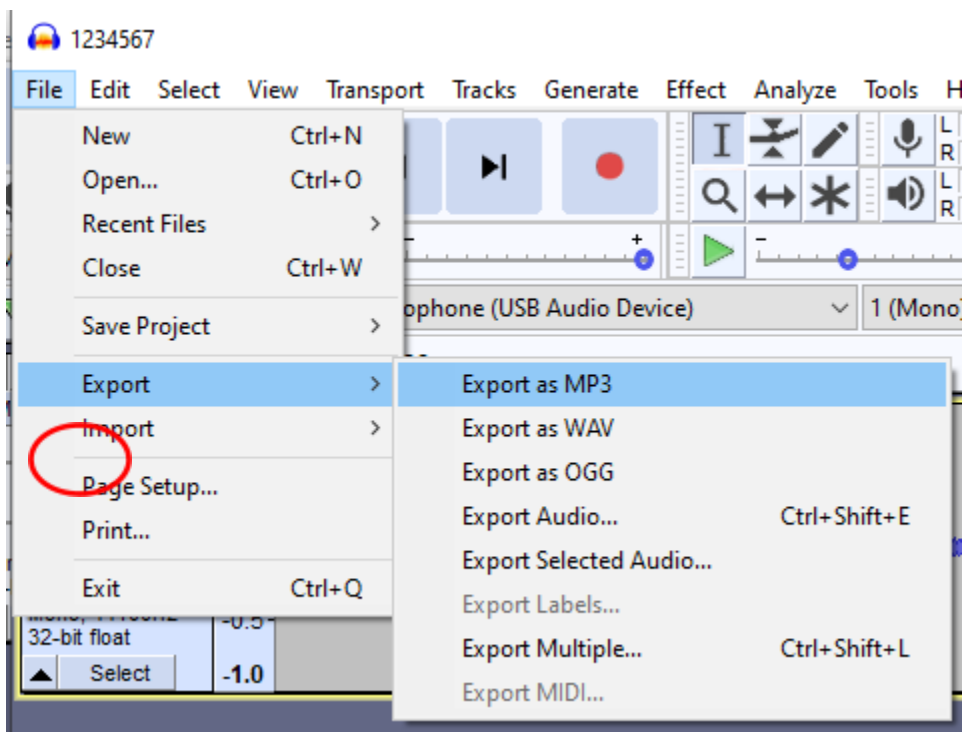 1234567
File Edit Select View Transport Tracks Generate Effect Analyze Tools H
New Ctrl+N
Open... Ctrl+O
Recent Files >
Close Ctrl+W
Save Project >
Export >
Import >
Page Setup...
Print...
Exit Ctrl+Q
L
R
L
R
- +
-
ophone (USB Audio Device) 1 (Mono)
Export as MP3
Export as WAV
Export as OGG
Export Audio... Ctrl+Shift+E
Export Selected Audio...
Export Labels...
Export Multiple... Ctrl+Shift+L
Export MIDI...
32-bit float
Select
-0.5
-1.0